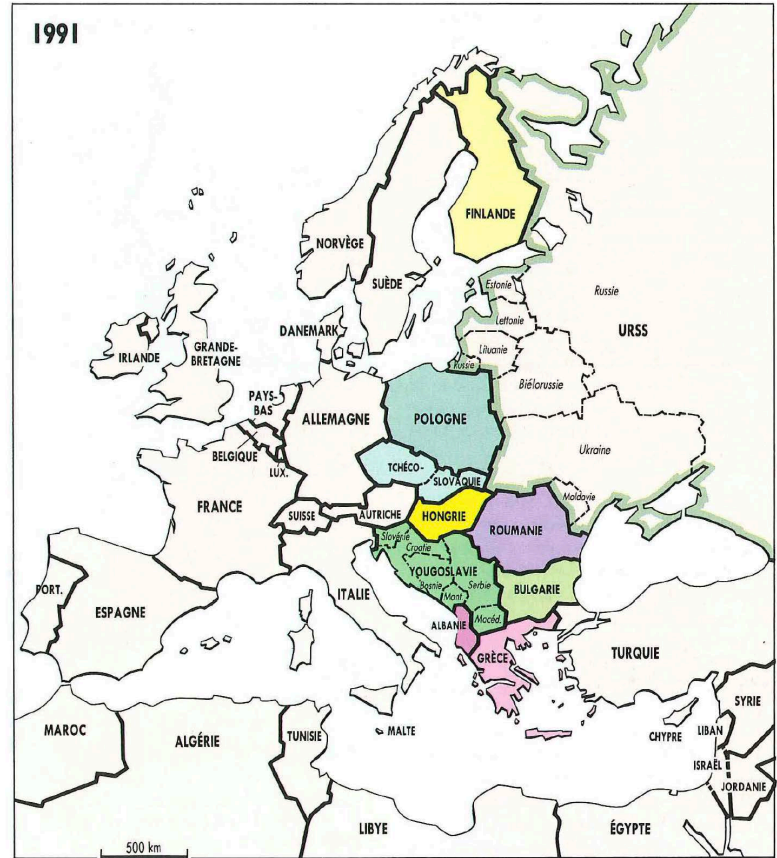 1991
FINLANDE
NORVÈGE
SUÈDE
Estonie
Russie
Lettonie
URSS
DANEMARK
Lituanie
IRLANDE
GRANDE-
BRETAGNE
Russie
Biélorussie
PAYS-
BAS
ALLEMAGNE
POLOGNE
BELGIQUE
LUX.
TCHÉCO-
SLOVAQUIE
Ukraine
FRANCE
SUISSE
AUTRICHE
HONGRIE
Moldavie
ROUMANIE
Slovénie
Croatie
YOUGOSLAVIE
Bosnie
Serbie
Mont.
BULGARIE
PORT.
ESPAGNE
ITALIE
ALBANIE
Macéd.
GRÈCE
TURQUIE
MAROC
ALGÉRIE
TUNISIE
MALTE
CHYPRE
LIBAN
SYRIE
ISRAËL
JORDANIE
LIBYE
ÉGYPTE
500 km